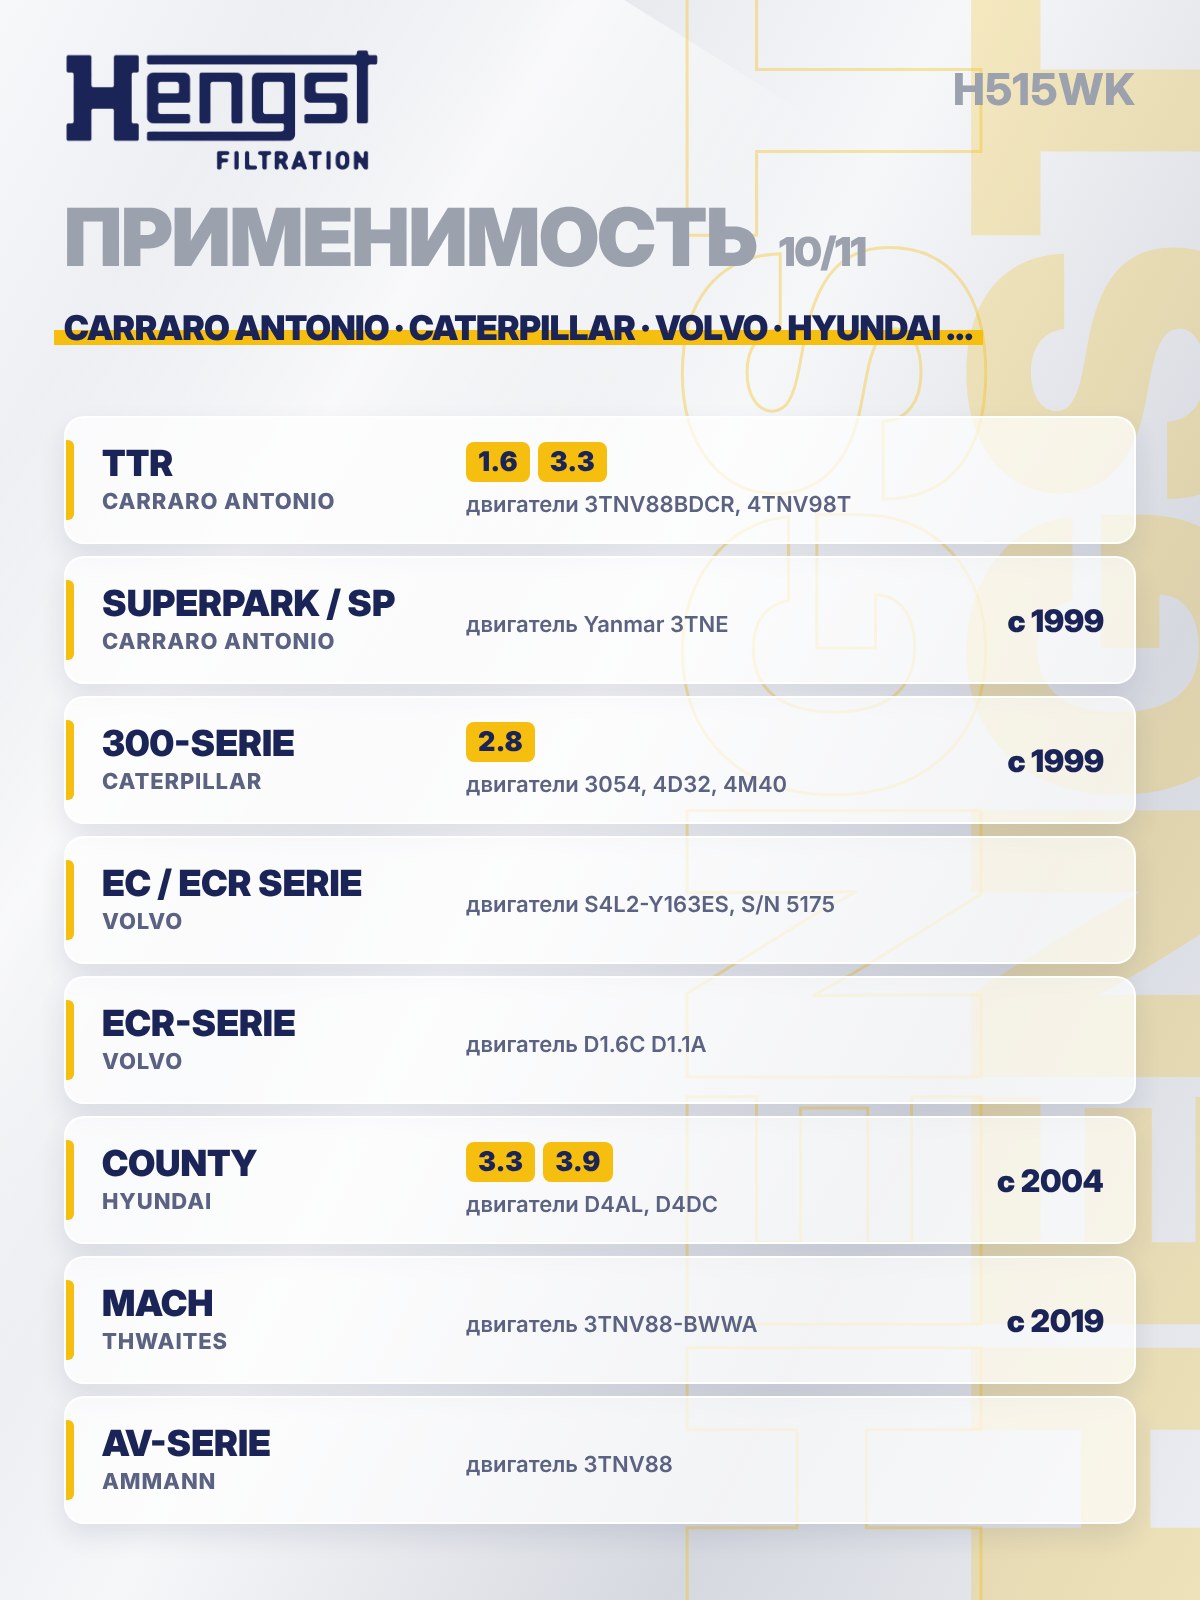 Hengst
FILTRATION
H515WK
ПРИМЕНИМОСТЬ 10/11
CARRARO ANTONIO · CATERPILLAR · VOLVO · HYUNDAI ...
TTR
CARRARO ANTONIO
1.6 3.3
двигатели 3TNV88BDCR, 4TNV98T
SUPERPARK / SP
CARRARO ANTONIO
двигатель Yanmar 3TNE
с 1999
300-SERIE
CATERPILLAR
2.8
двигатели 3054, 4D32, 4M40
с 1999
EC / ECR SERIE
VOLVO
двигатели S4L2-Y163ES, S/N 5175
ECR-SERIE
VOLVO
двигатель D1.6C D1.1A
COUNTY
HYUNDAI
3.3 3.9
двигатели D4AL, D4DC
с 2004
MACH
THWAITES
двигатель 3TNV88-BWWA
с 2019
AV-SERIE
AMMANN
двигатель 3TNV88
HENGST
HENGST